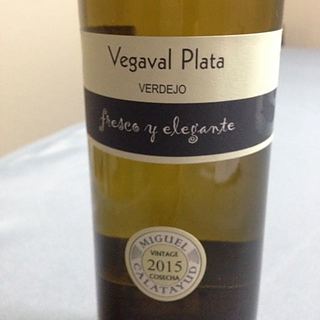 Vegaval Plata
VERDEJO
fresco y elegante
MIGUEL
VINTAGE
2015
COSECHA
CALATAYUD